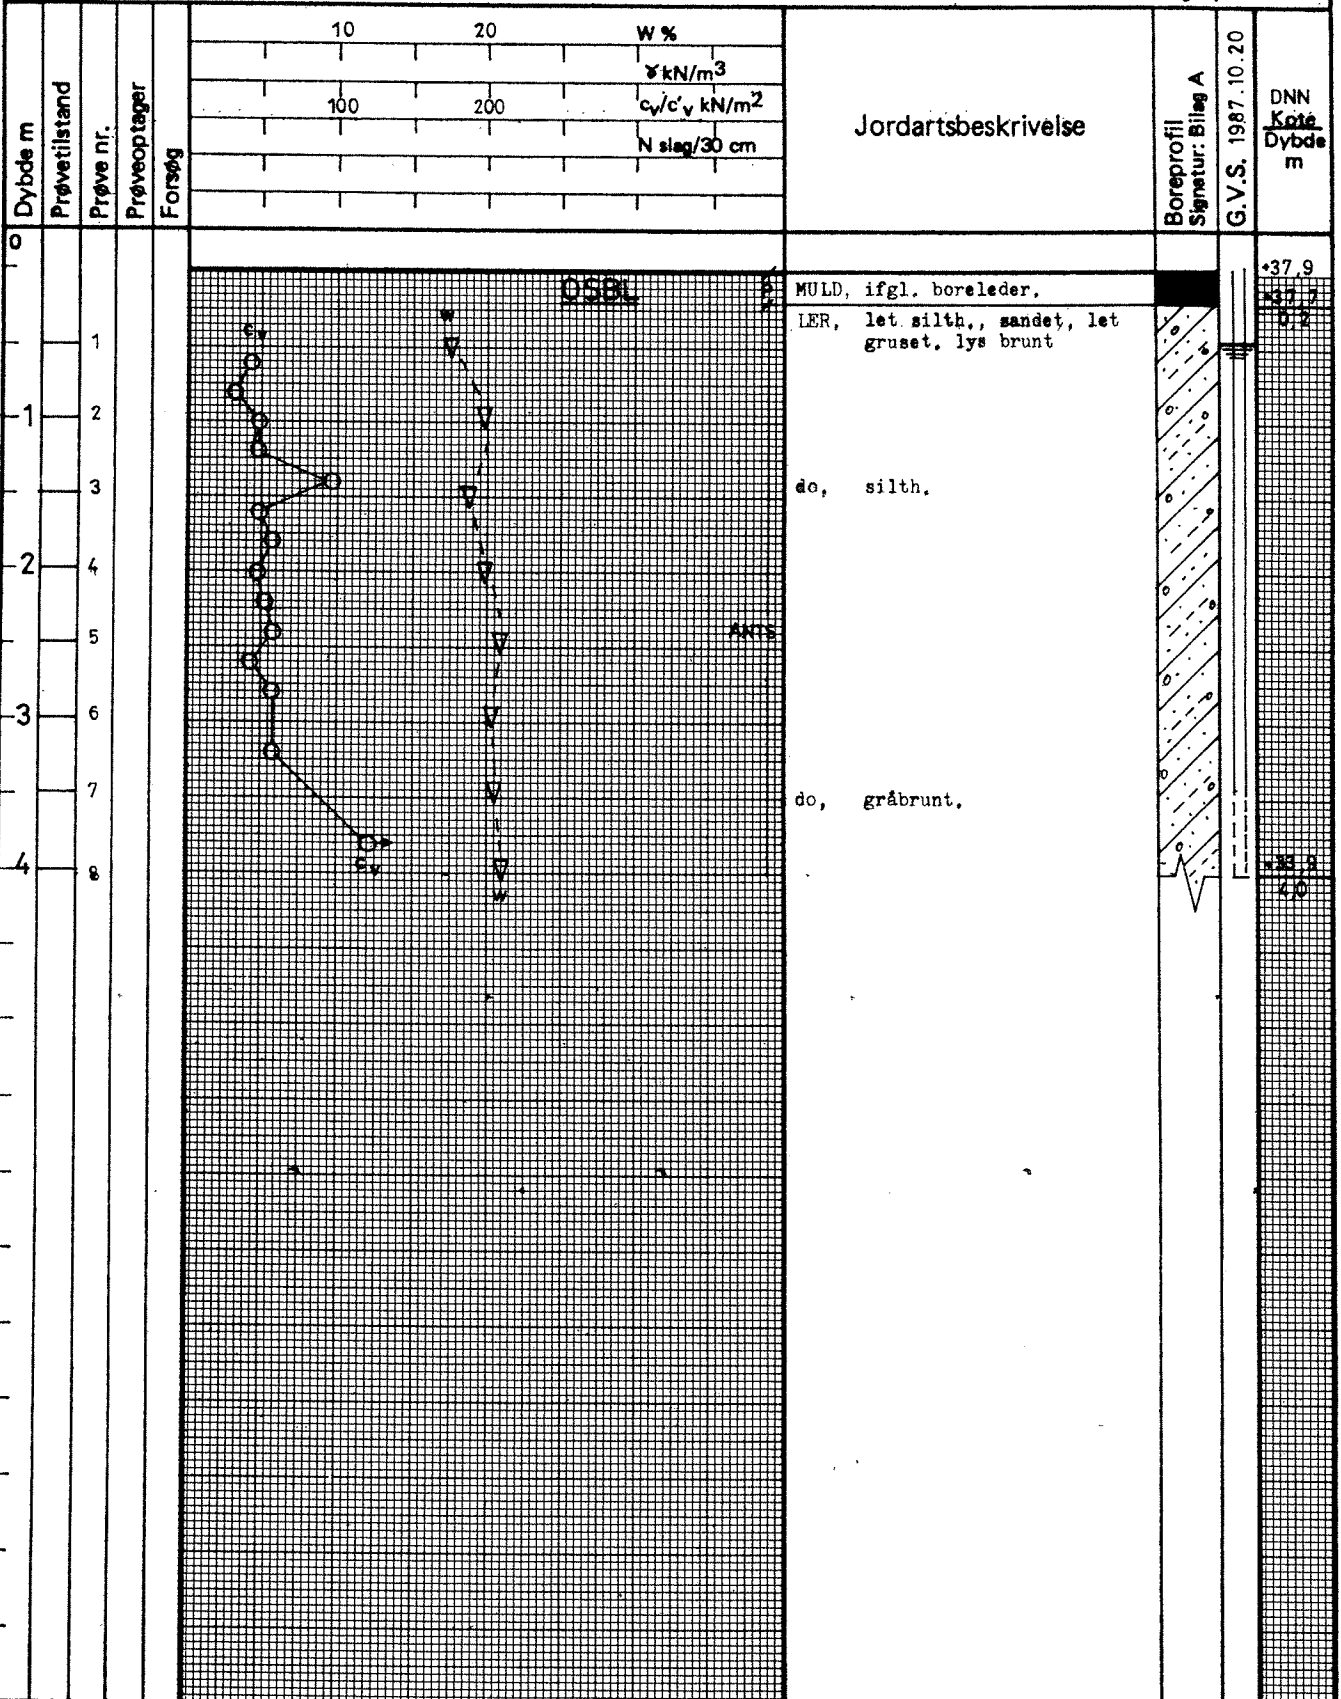 10 20 W %
γ kN/m³
100 200 cv/c'v kN/m²
N slag/30 cm
Dybde m
Prøvetilstand
Prøve nr.
Prøveoptager
Forsøg
Jordartsbeskrivelse
Boreprofil
Signatur: Bilag A
G.V.S. 1987.10.20
DNN
Kote
Dybde
m
0
+37,9
OSBL
MULD, ifgl. boreleder.
+37,7
0,2
w
LER, let silth., sandet, let
cv
1
gruset, lys brunt
1
2
3
do, silth.
2
4
ANTS
5
3
6
7
do, gråbrunt.
cv
4
8
+33,9
4,0
w